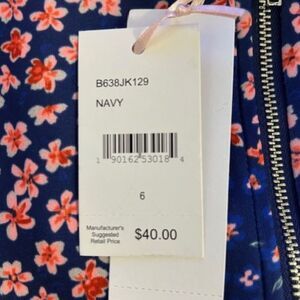 B638JK129
NAVY
1 90162 53018 4
6
Manufacturer's
Suggested
Retail Price
$40.00